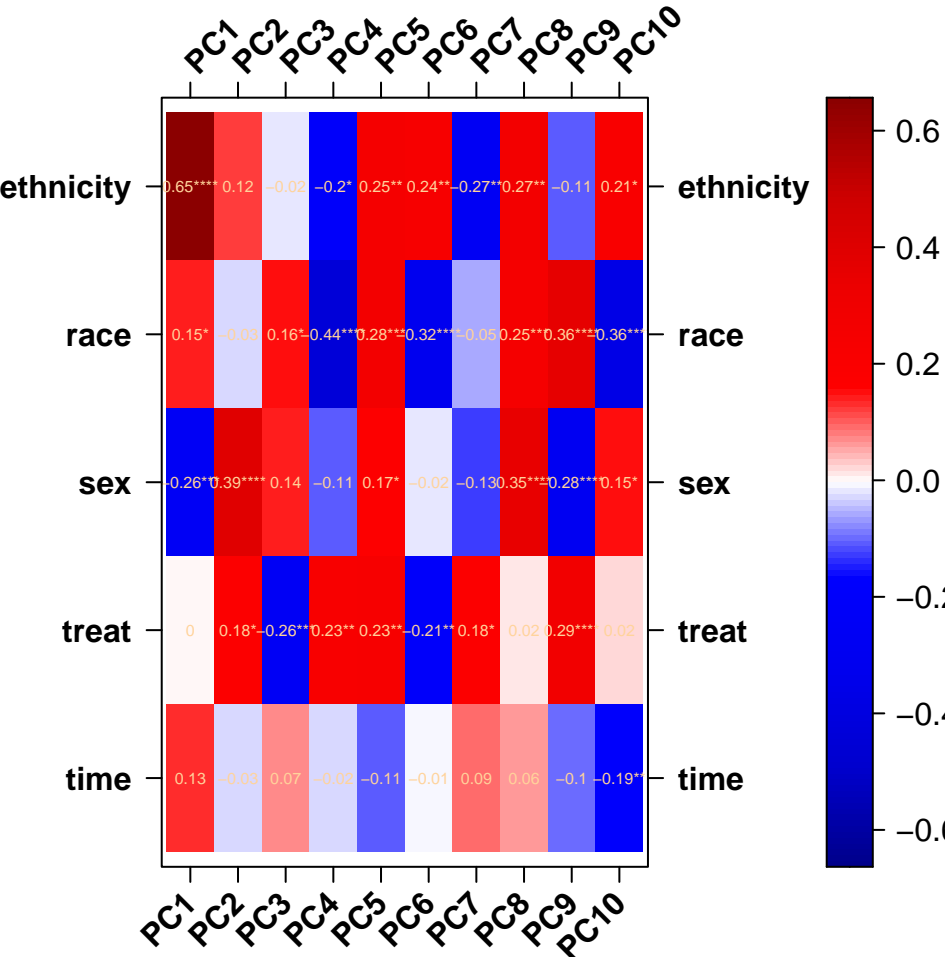 PC1 PC2 PC3 PC4 PC5 PC6 PC7 PC8 PC9 PC10
0.6
ethnicity 0.65**** 0.12 −0.02 −0.2* 0.25** 0.24** −0.27** 0.27** −0.11 0.21* ethnicity
0.4
race 0.15* 0.16* −0.44**** 0.28*** −0.32**** −0.05 0.25*** 0.36**** −0.36**** race
0.2
0.0
sex −0.26*** 0.39**** 0.14 −0.11 0.17* −0.02 −0.13 0.35**** −0.28**** 0.15* sex
−0.2
treat 0 0.18* −0.26*** 0.23** 0.23** −0.21** 0.18* 0.02 0.29**** 0.02 treat
−0.4
time 0.13 0.07 −0.11 −0.01 0.09 0.06 −0.1 −0.19** time
PC1 PC2 PC3 PC4 PC5 PC6 PC7 PC8 PC9 PC10